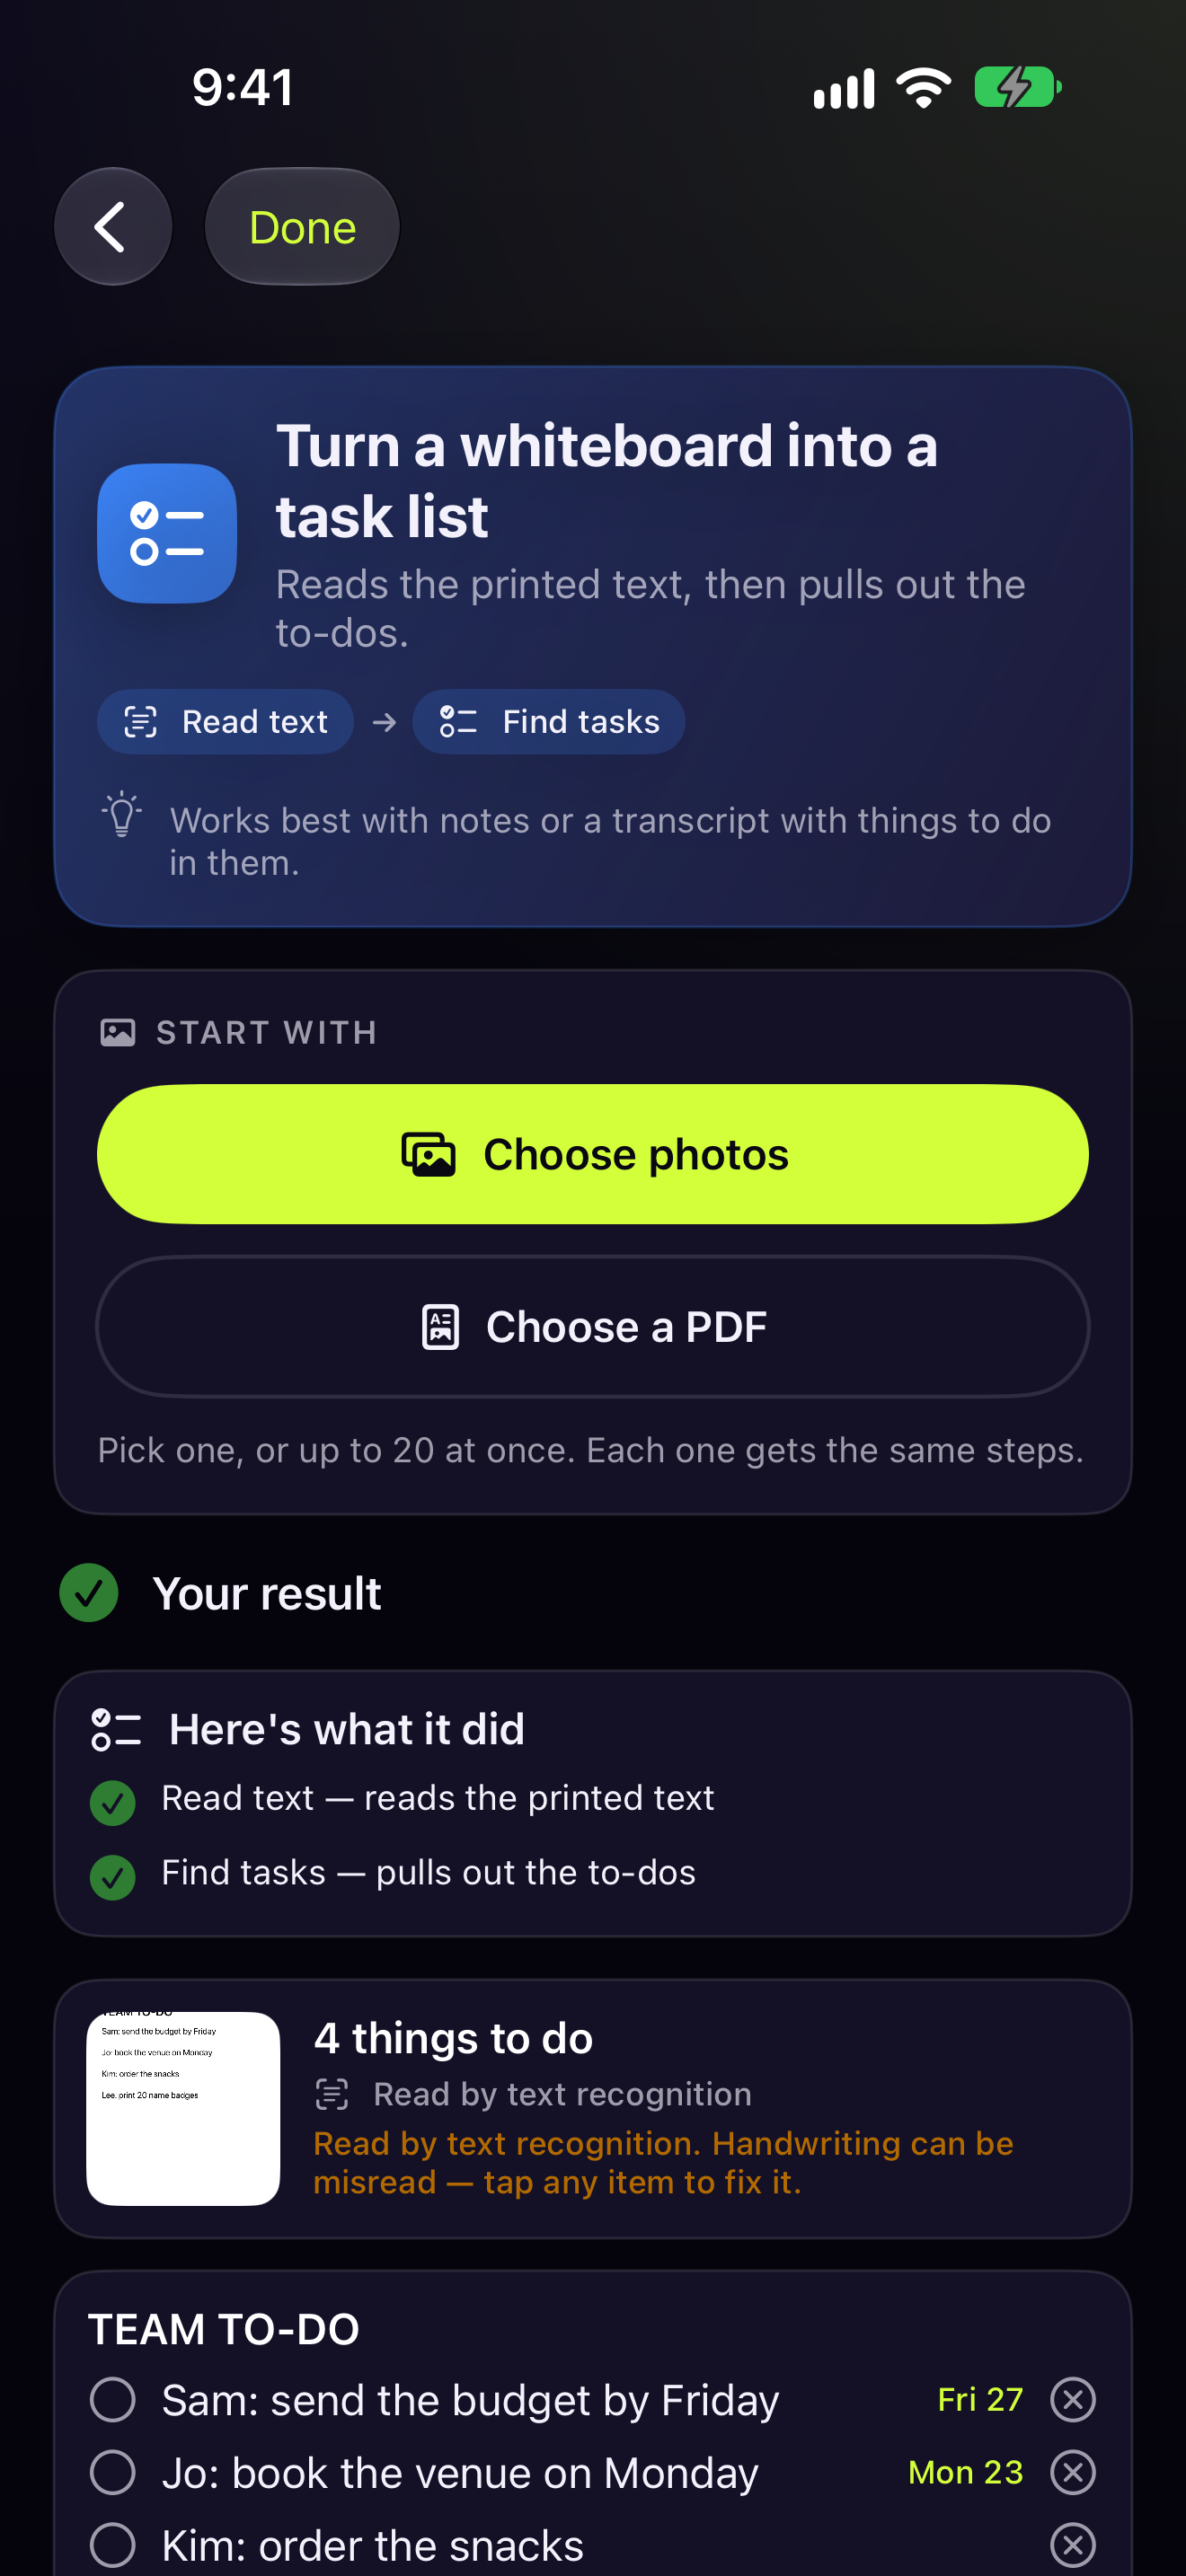 9:41
Done
Turn a whiteboard into a
task list
Reads the printed text, then pulls out the
to-dos.
Read text → Find tasks
Works best with notes or a transcript with things to do
in them.
START WITH
Choose photos
Choose a PDF
Pick one, or up to 20 at once. Each one gets the same steps.
Your result
Here's what it did
Read text — reads the printed text
Find tasks — pulls out the to-dos
TEAM TO-DO
Sam: send the budget by Friday
Jo: book the venue on Monday
Kim: order the snacks
Lee: print 20 name badges
4 things to do
Read by text recognition
Read by text recognition. Handwriting can be
misread — tap any item to fix it.
TEAM TO-DO
Sam: send the budget by Friday Fri 27
Jo: book the venue on Monday Mon 23
Kim: order the snacks